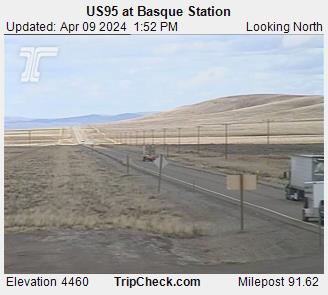 US95 at Basque Station
Updated: Apr 09 2024 1:52 PM Looking North
Elevation 4460 TripCheck.com Milepost 91.62